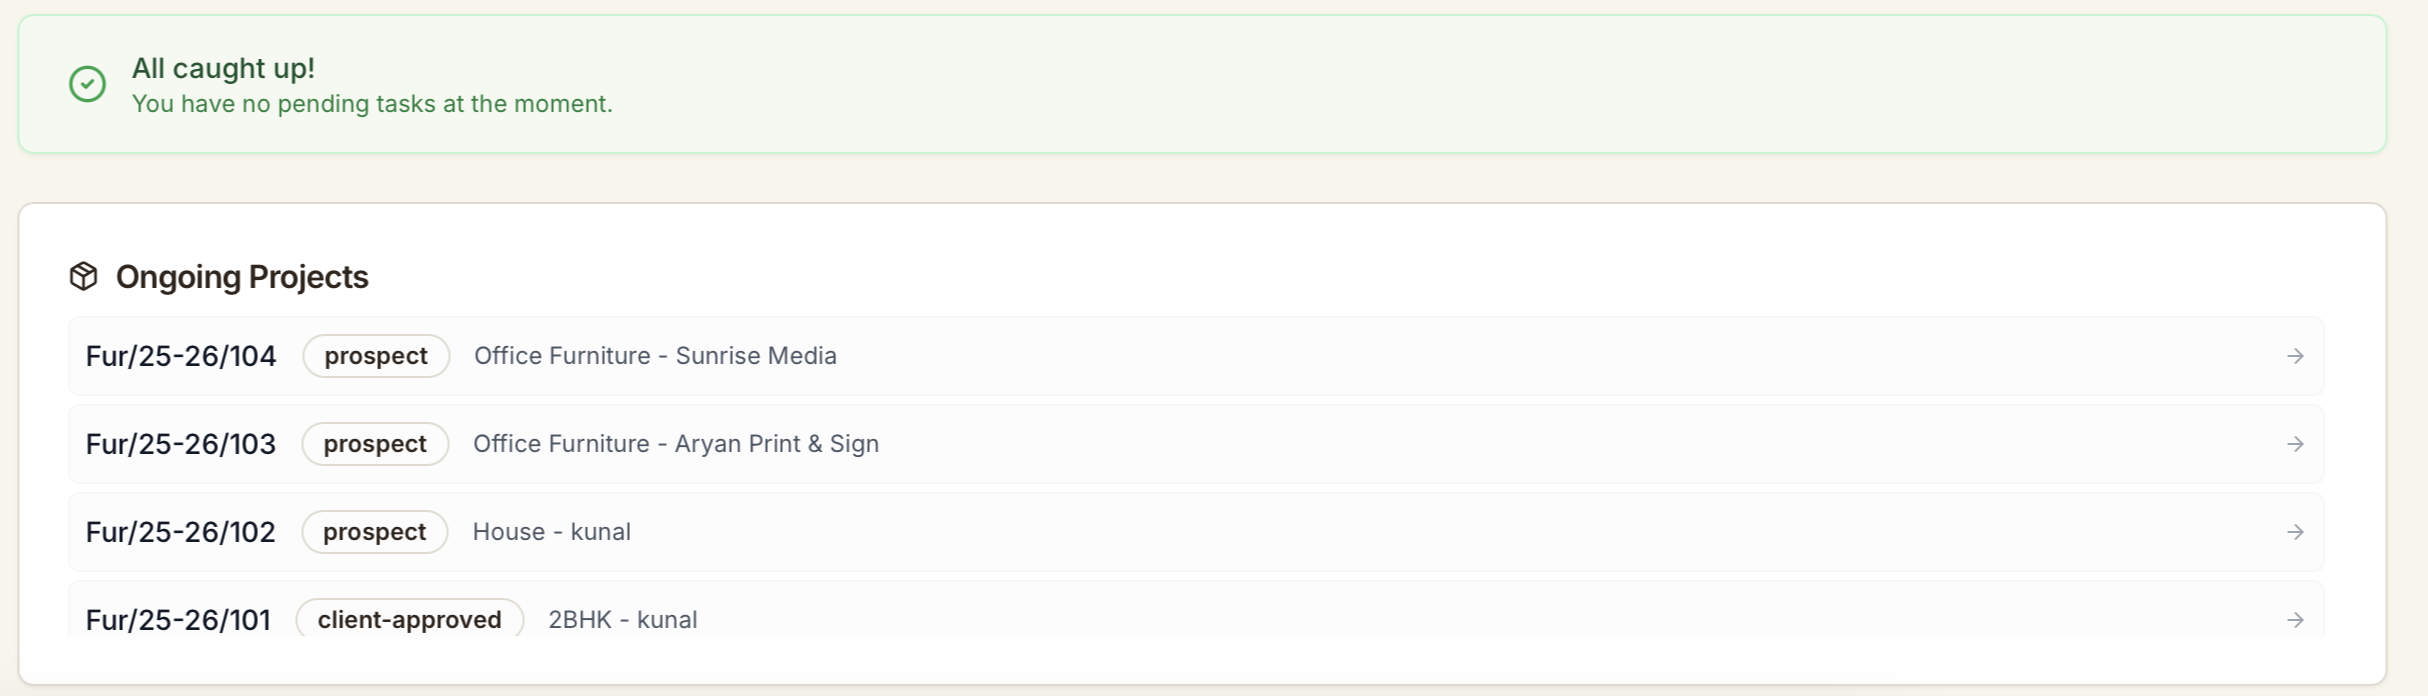 All caught up!
You have no pending tasks at the moment.
Ongoing Projects
Fur/25-26/104 prospect Office Furniture - Sunrise Media
Fur/25-26/103 prospect Office Furniture - Aryan Print & Sign
Fur/25-26/102 prospect House - kunal
Fur/25-26/101 client-approved 2BHK - kunal